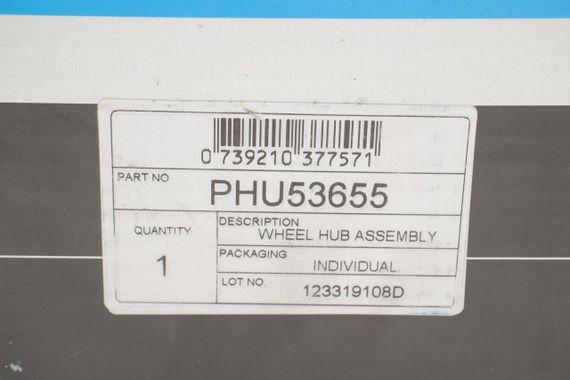 0 739210 377571
PART NO
PHU53655
QUANTITY
1
DESCRIPTION
WHEEL HUB ASSEMBLY
PACKAGING
INDIVIDUAL
LOT NO.
123319108D